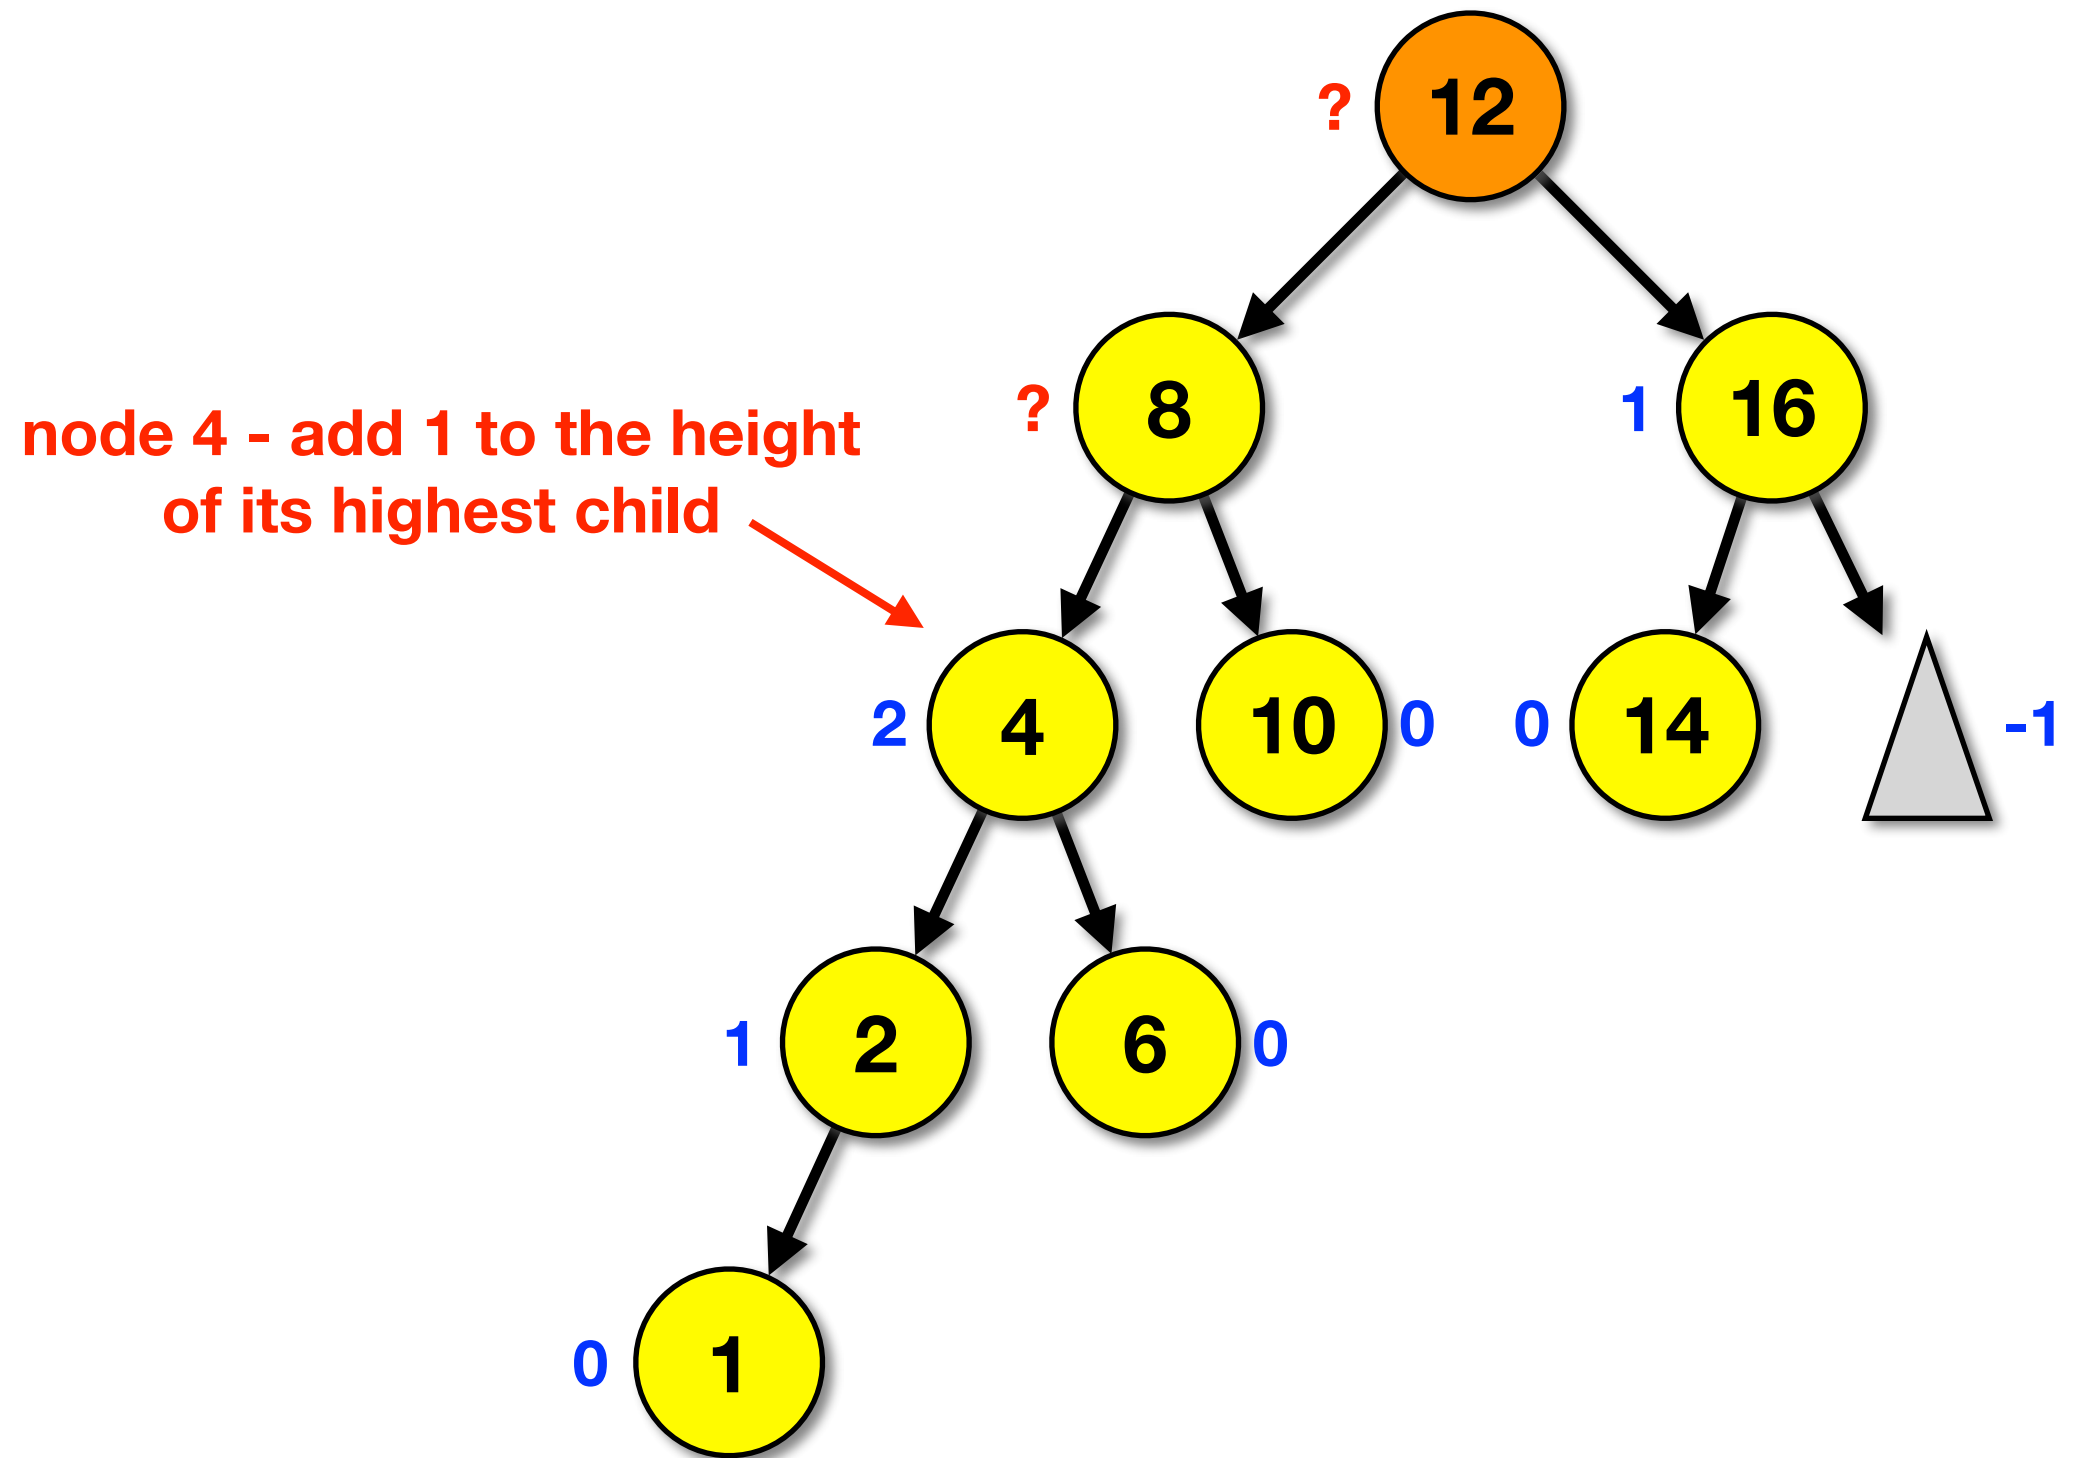 ? 12
? 8 1 16
node 4 - add 1 to the height
of its highest child
2 4 10 0 0 14 -1
1 2 6 0
0 1